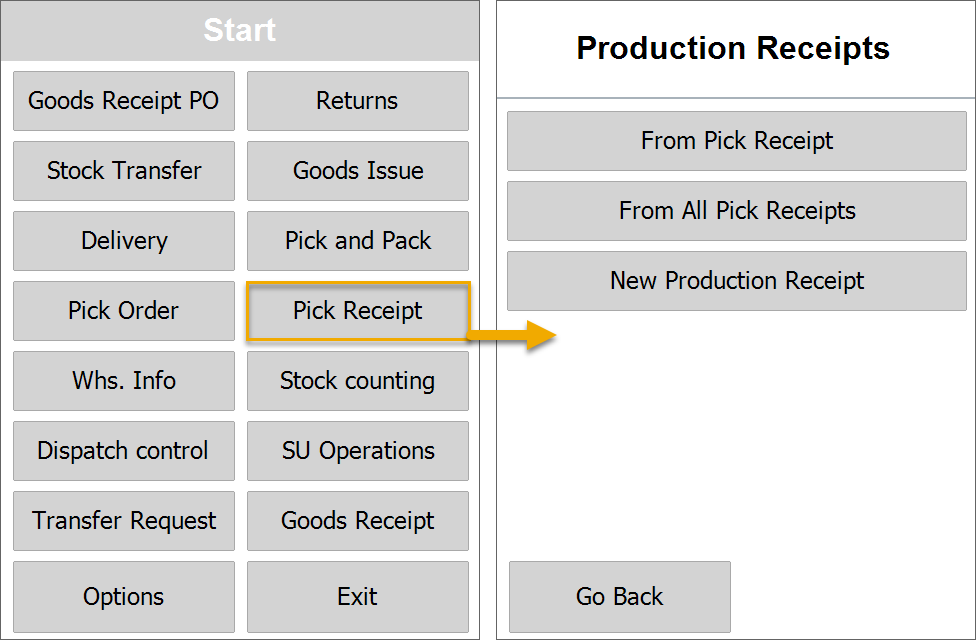 Start
Goods Receipt PO
Returns
Stock Transfer
Goods Issue
Delivery
Pick and Pack
Pick Order
Pick Receipt
Whs. Info
Stock counting
Dispatch control
SU Operations
Transfer Request
Goods Receipt
Options
Exit
Production Receipts
From Pick Receipt
From All Pick Receipts
New Production Receipt
Go Back